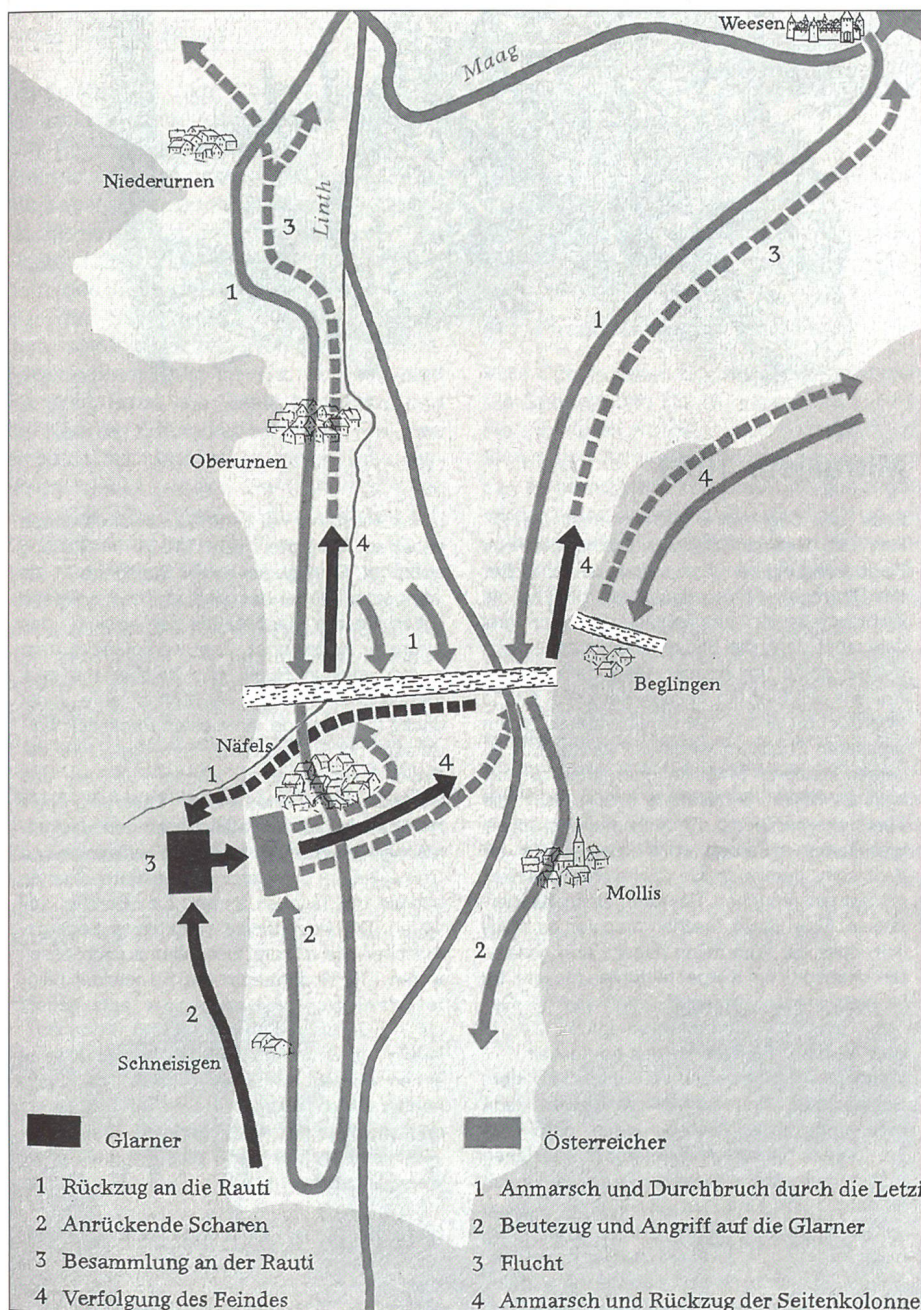 Weesen
Maag
Niederurnen
Linth
3
1
3
1
Oberurnen
4
4
4
1
Beglingen
Näfels
1
4
3
Mollis
2
2
2
Schneisigen
Glarner
1 Rückzug an die Rauti
2 Anrückende Scharen
3 Besammlung an der Rauti
4 Verfolgung des Feindes
Österreicher
1 Anmarsch und Durchbruch durch die Letzi
2 Beutezug und Angriff auf die Glarner
3 Flucht
4 Anmarsch und Rückzug der Seitenkolonne